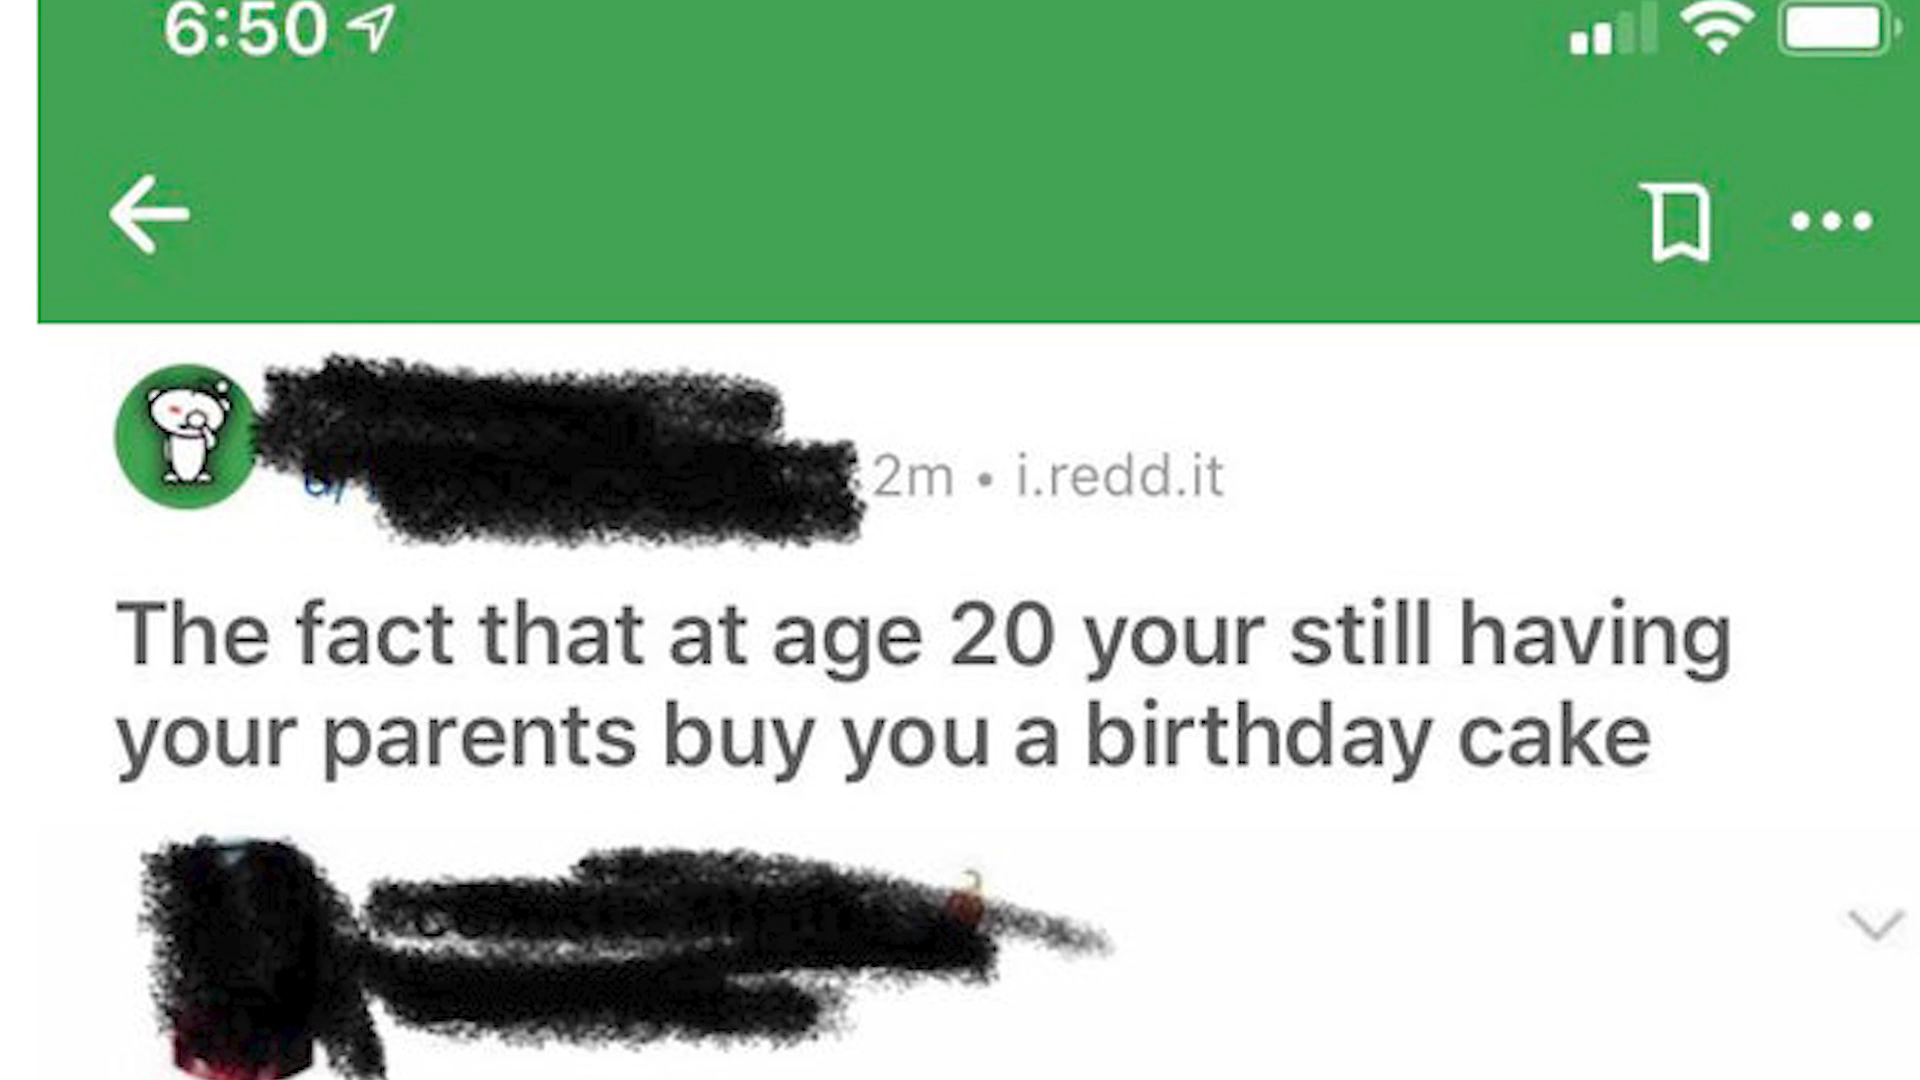 6:50
2m • i.redd.it
The fact that at age 20 your still having
your parents buy you a birthday cake